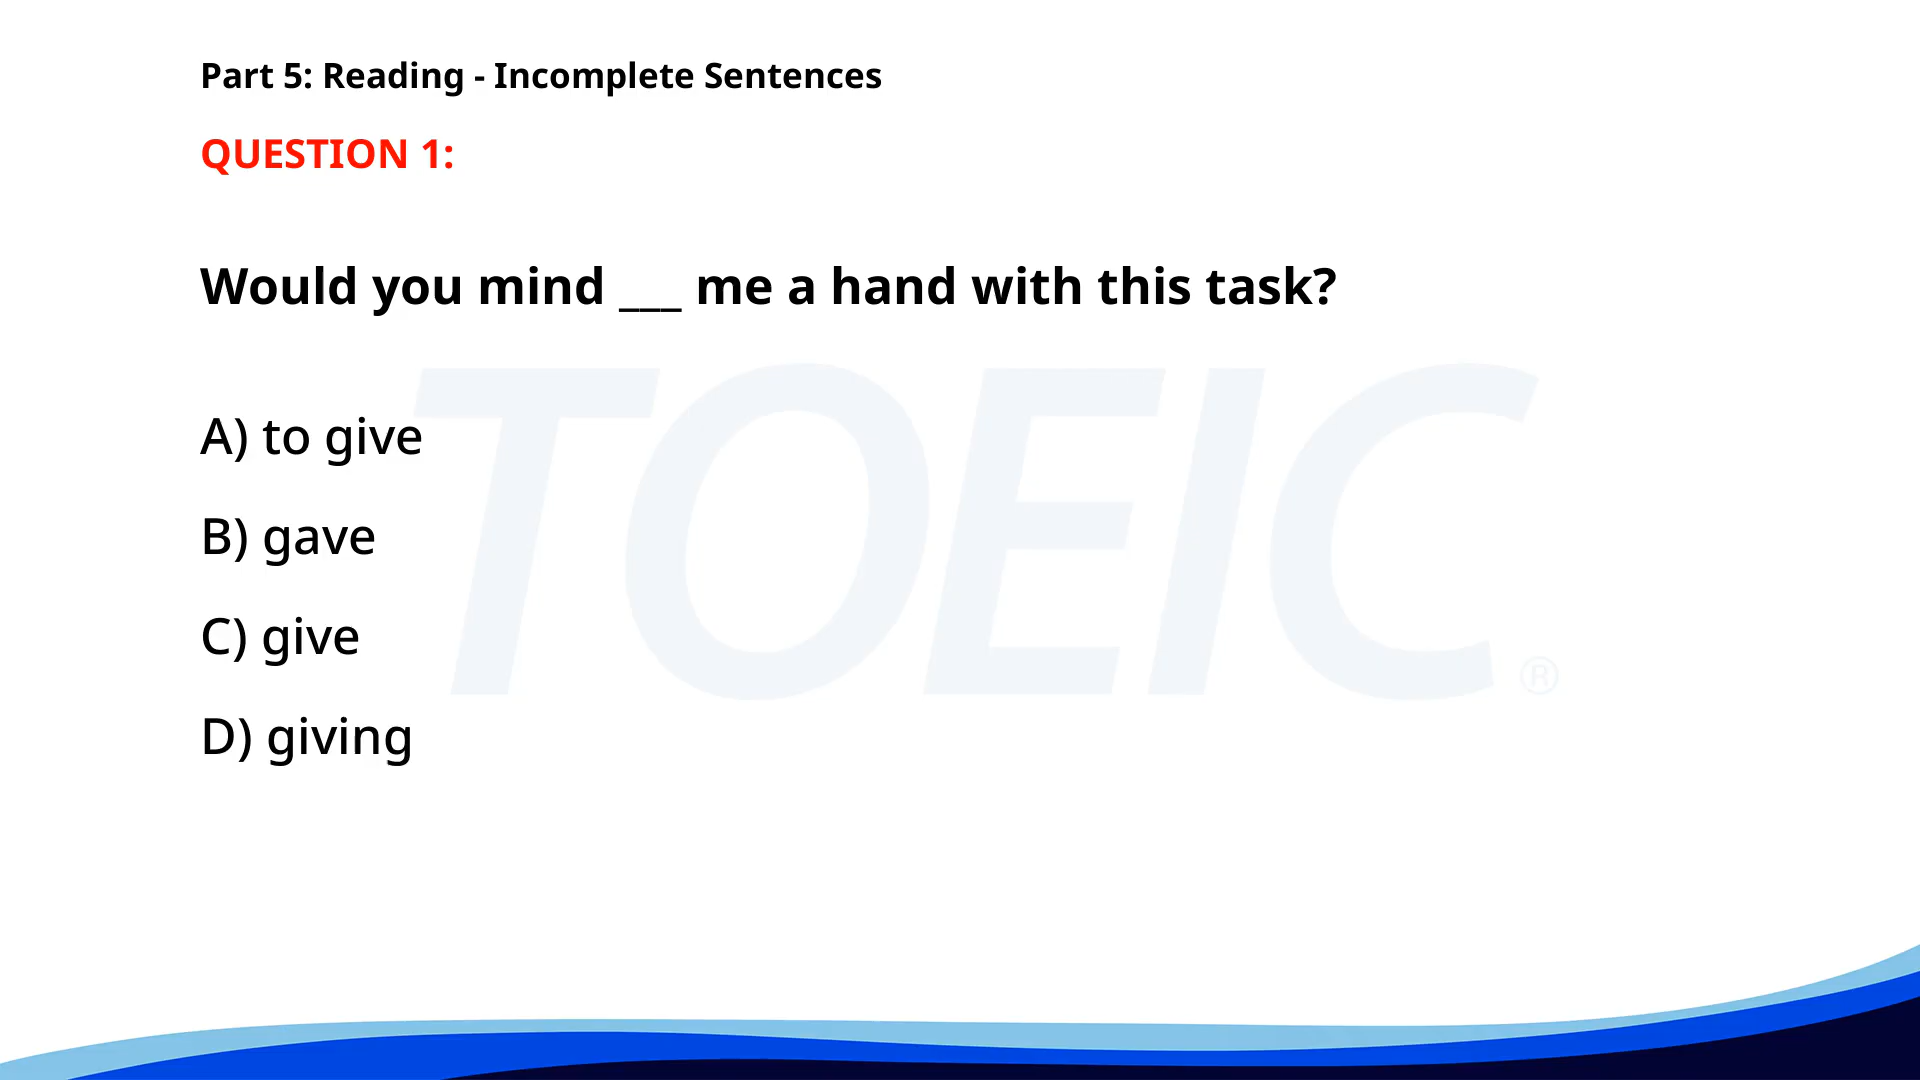 Part 5: Reading - Incomplete Sentences
QUESTION 1:
Would you mind ___ me a hand with this task?
TOEIC
®
A) to give
B) gave
C) give
D) giving